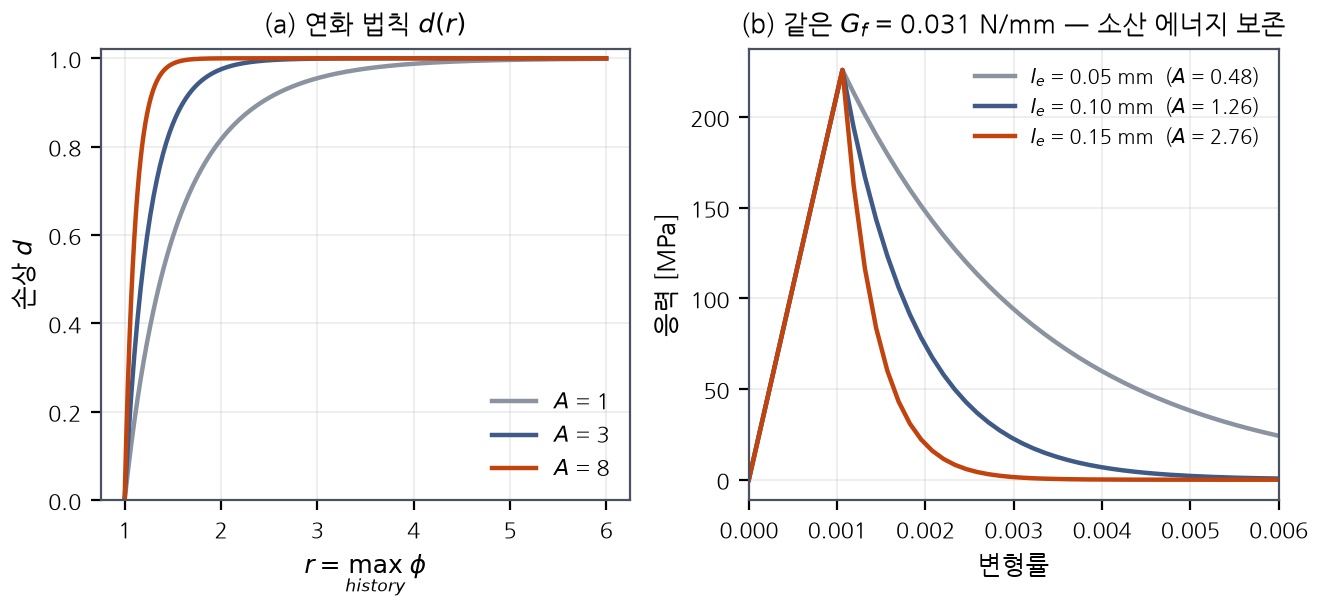 (a) 연화 법칙 d(r)
손상 d
1.0
0.8
0.6
0.4
0.2
0.0
1 2 3 4 5 6
r = max ϕ
history
A = 1
A = 3
A = 8
(b) 같은 G_f = 0.031 N/mm — 소산 에너지 보존
응력 [MPa]
200
150
100
50
0
0.000 0.001 0.002 0.003 0.004 0.005 0.006
변형률
l_e = 0.05 mm (A = 0.48)
l_e = 0.10 mm (A = 1.26)
l_e = 0.15 mm (A = 2.76)